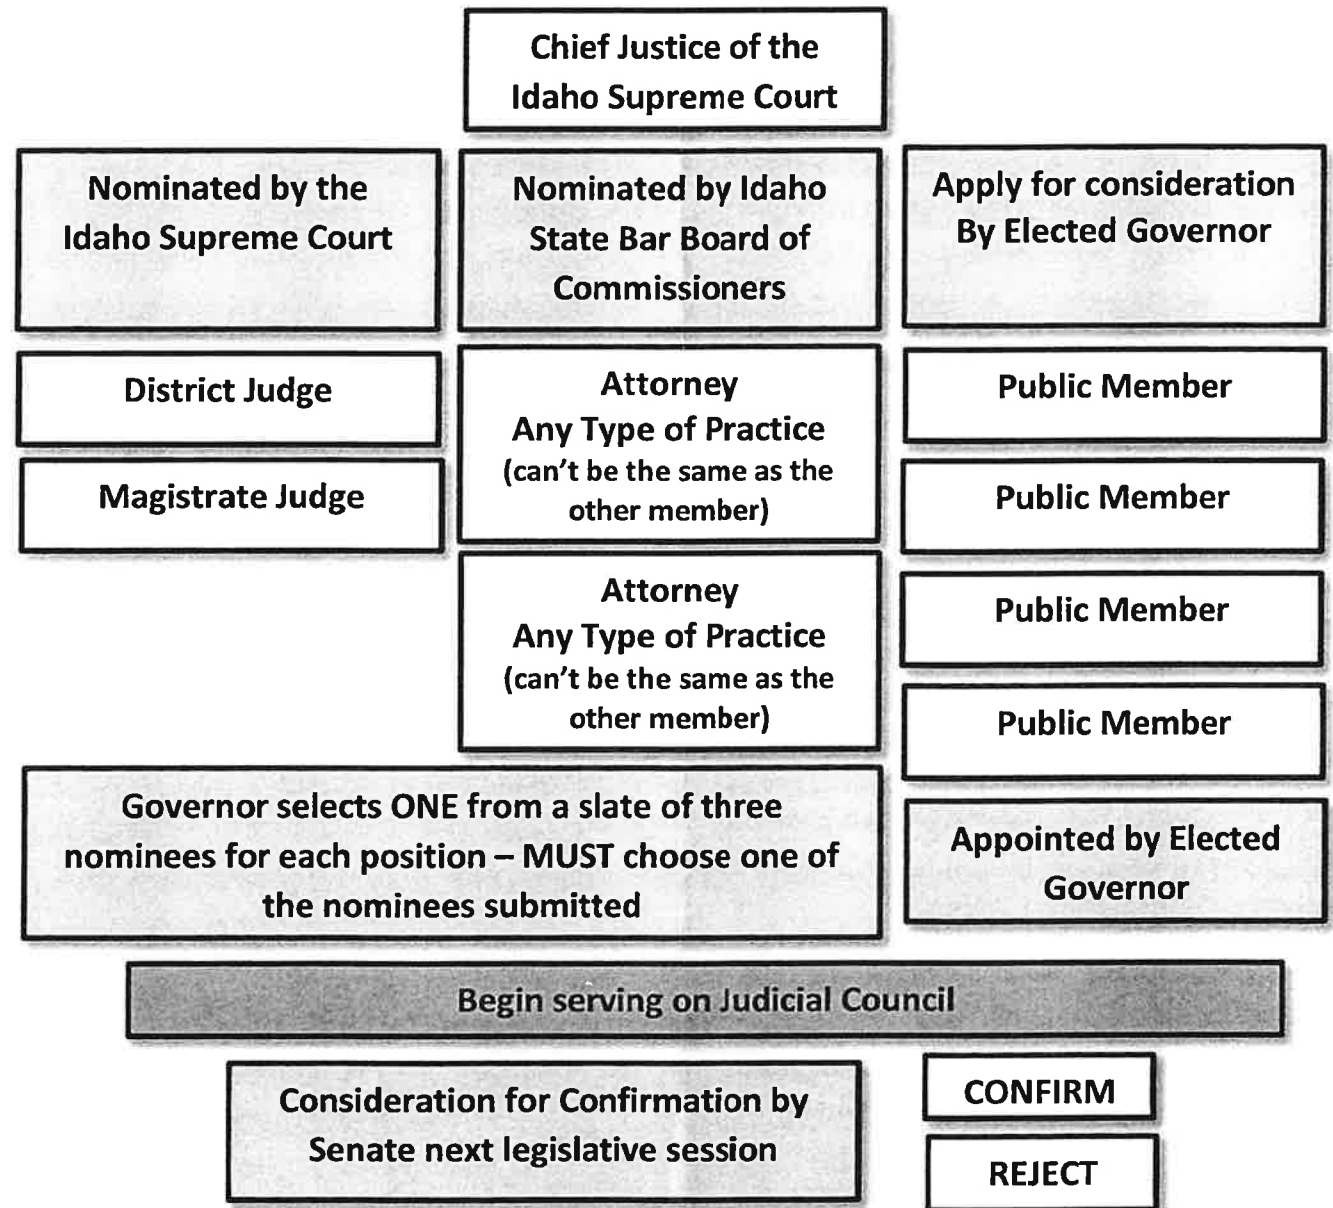 Chief Justice of the
Idaho Supreme Court
Nominated by the
Idaho Supreme Court
Nominated by Idaho
State Bar Board of
Commissioners
Apply for consideration
By Elected Governor
District Judge
Magistrate Judge
Attorney
Any Type of Practice
(can't be the same as the
other member)
Attorney
Any Type of Practice
(can't be the same as the
other member)
Public Member
Public Member
Public Member
Public Member
Governor selects ONE from a slate of three
nominees for each position – MUST choose one of
the nominees submitted
Appointed by Elected
Governor
Begin serving on Judicial Council
Consideration for Confirmation by
Senate next legislative session
CONFIRM
REJECT